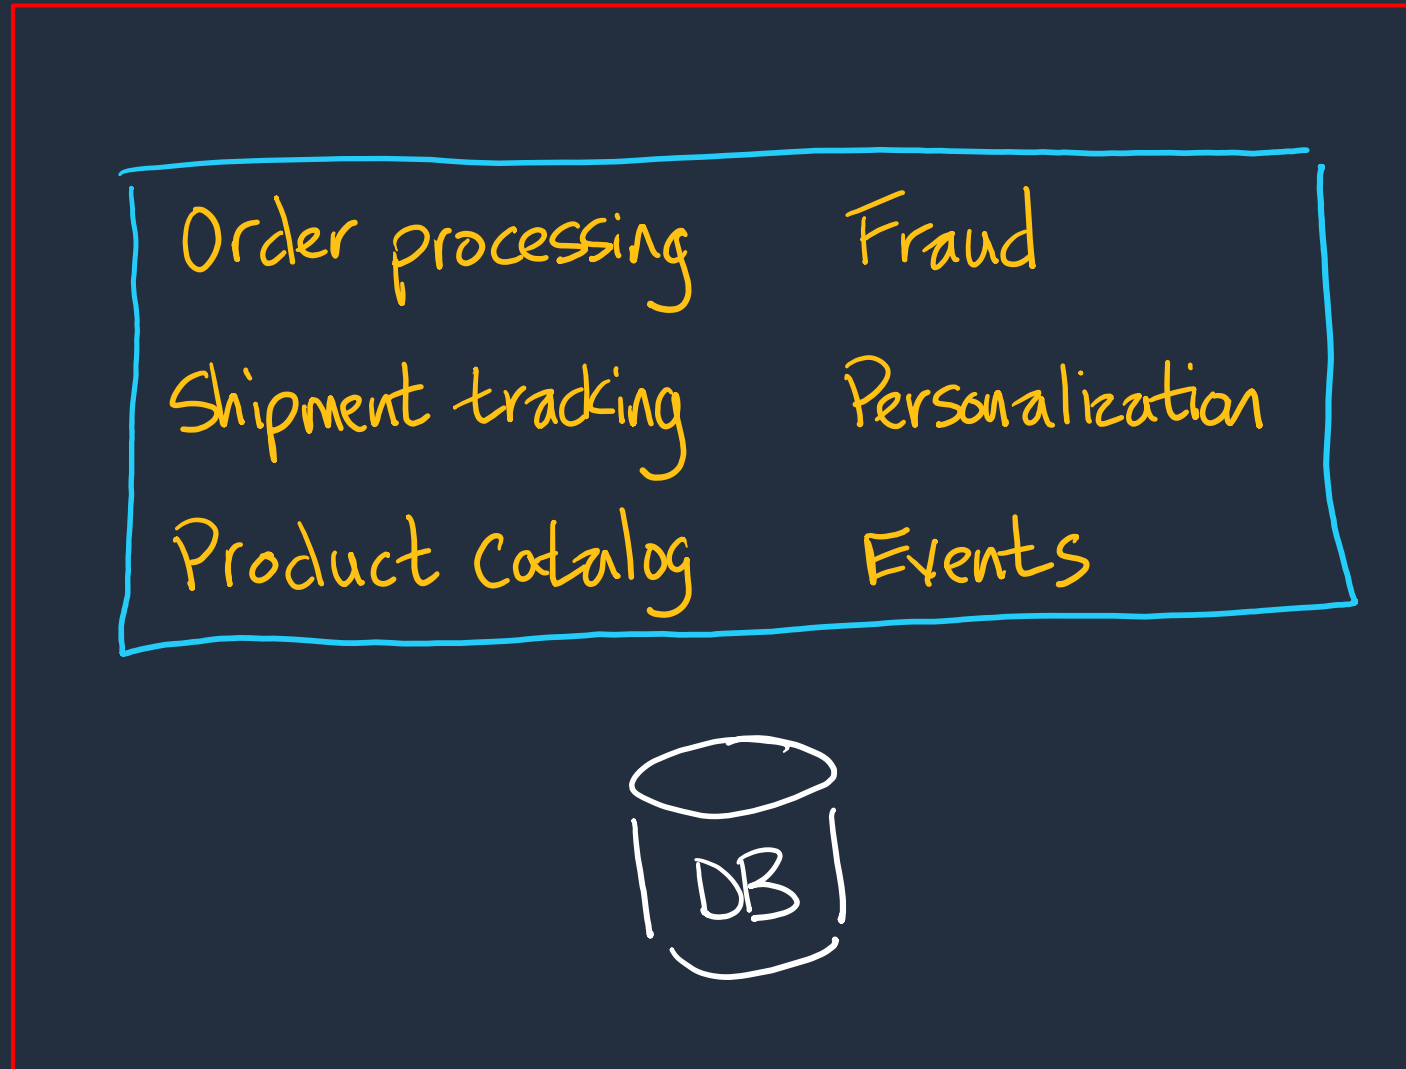 Order processing
Fraud
Shipment tracking
Personalization
Product catalog
Events
DB